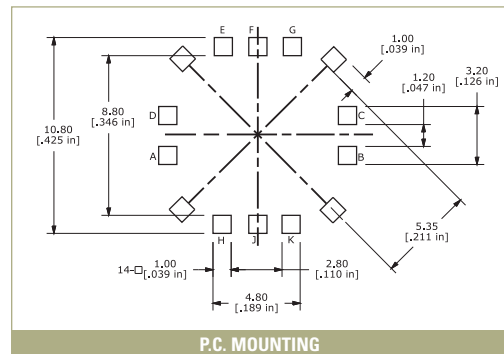 E F G
1.00
[.039 in]
1.20
[.047 in]
3.20
[.126 in]
D
C
8.80
[.346 in]
10.80
[.425 in]
A
B
5.35
[.211 in]
H J K
14-□ 1.00
[.039 in]
2.80
[.110 in]
4.80
[.189 in]
P.C. MOUNTING